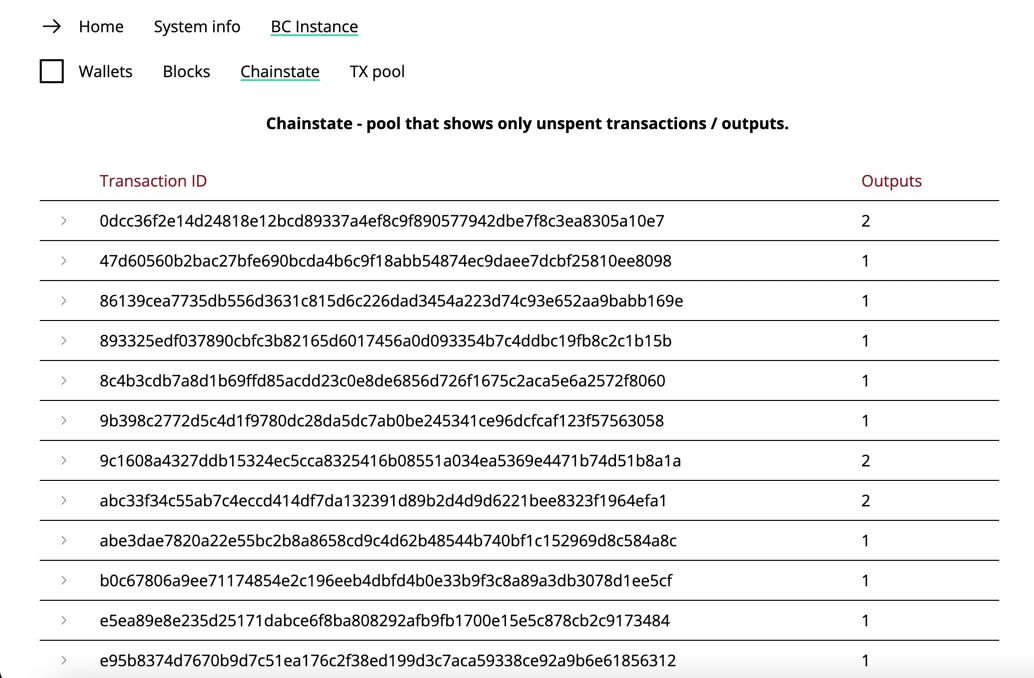 Home System info BC Instance
Wallets Blocks Chainstate TX pool
Chainstate - pool that shows only unspent transactions / outputs.
Transaction ID Outputs
0dcc36f2e14d24818e12bcd89337a4ef8c9f890577942dbe7f8c3ea8305a10e7 2
47d60560b2bac27bfe690bcda4b6c9f18abb54874ec9daee7dcbf25810ee8098 1
86139cea7735db556d3631c815d6c226dad3454a223d74c93e652aa9babb169e 1
893325edf037890cbfc3b82165d6017456a0d093354b7c4ddbc19fb8c2c1b15b 1
8c4b3cdb7a8d1b69ffd85acdd23c0e8de6856d726f1675c2aca5e6a2572f8060 1
9b398c2772d5c4d1f9780dc28da5dc7ab0be245341ce96dcfcaf123f57563058 1
9c1608a4327ddb15324ec5cca8325416b08551a034ea5369e4471b74d51b8a1a 2
abc33f34c55ab7c4eccd414df7da132391d89b2d4d9d6221bee8323f1964efa1 2
abe3dae7820a22e55bc2b8a8658cd9c4d62b48544b740bf1c152969d8c584a8c 1
b0c67806a9ee71174854e2c196eeb4dbfd4b0e33b9f3c8a89a3db3078d1ee5cf 1
e5ea89e8e235d25171dabce6f8ba808292afb9fb1700e15e5c878cb2c9173484 1
e95b8374d7670b9d7c51ea176c2f38ed199d3c7aca59338ce92a9b6e61856312 1